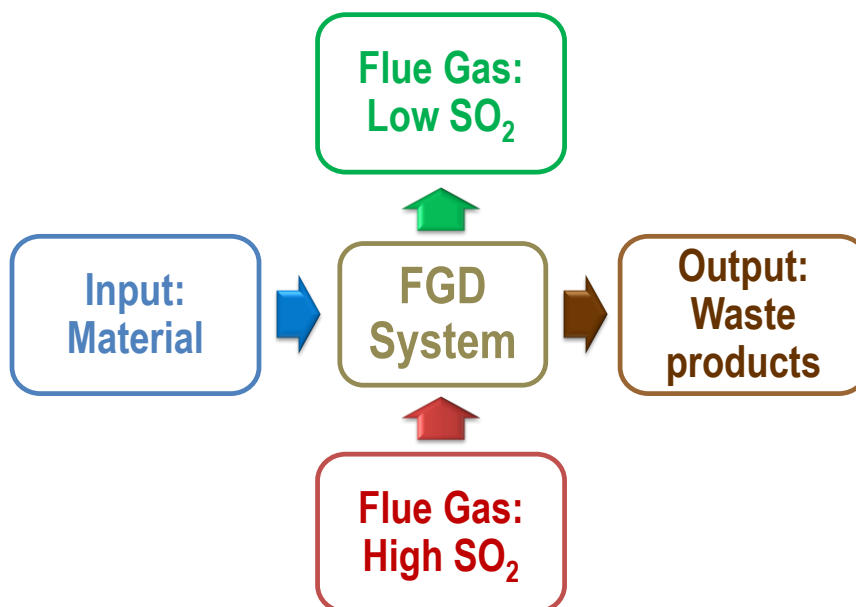 Flue Gas:
Low SO₂
Input:
Material
FGD
System
Output:
Waste
products
Flue Gas:
High SO₂